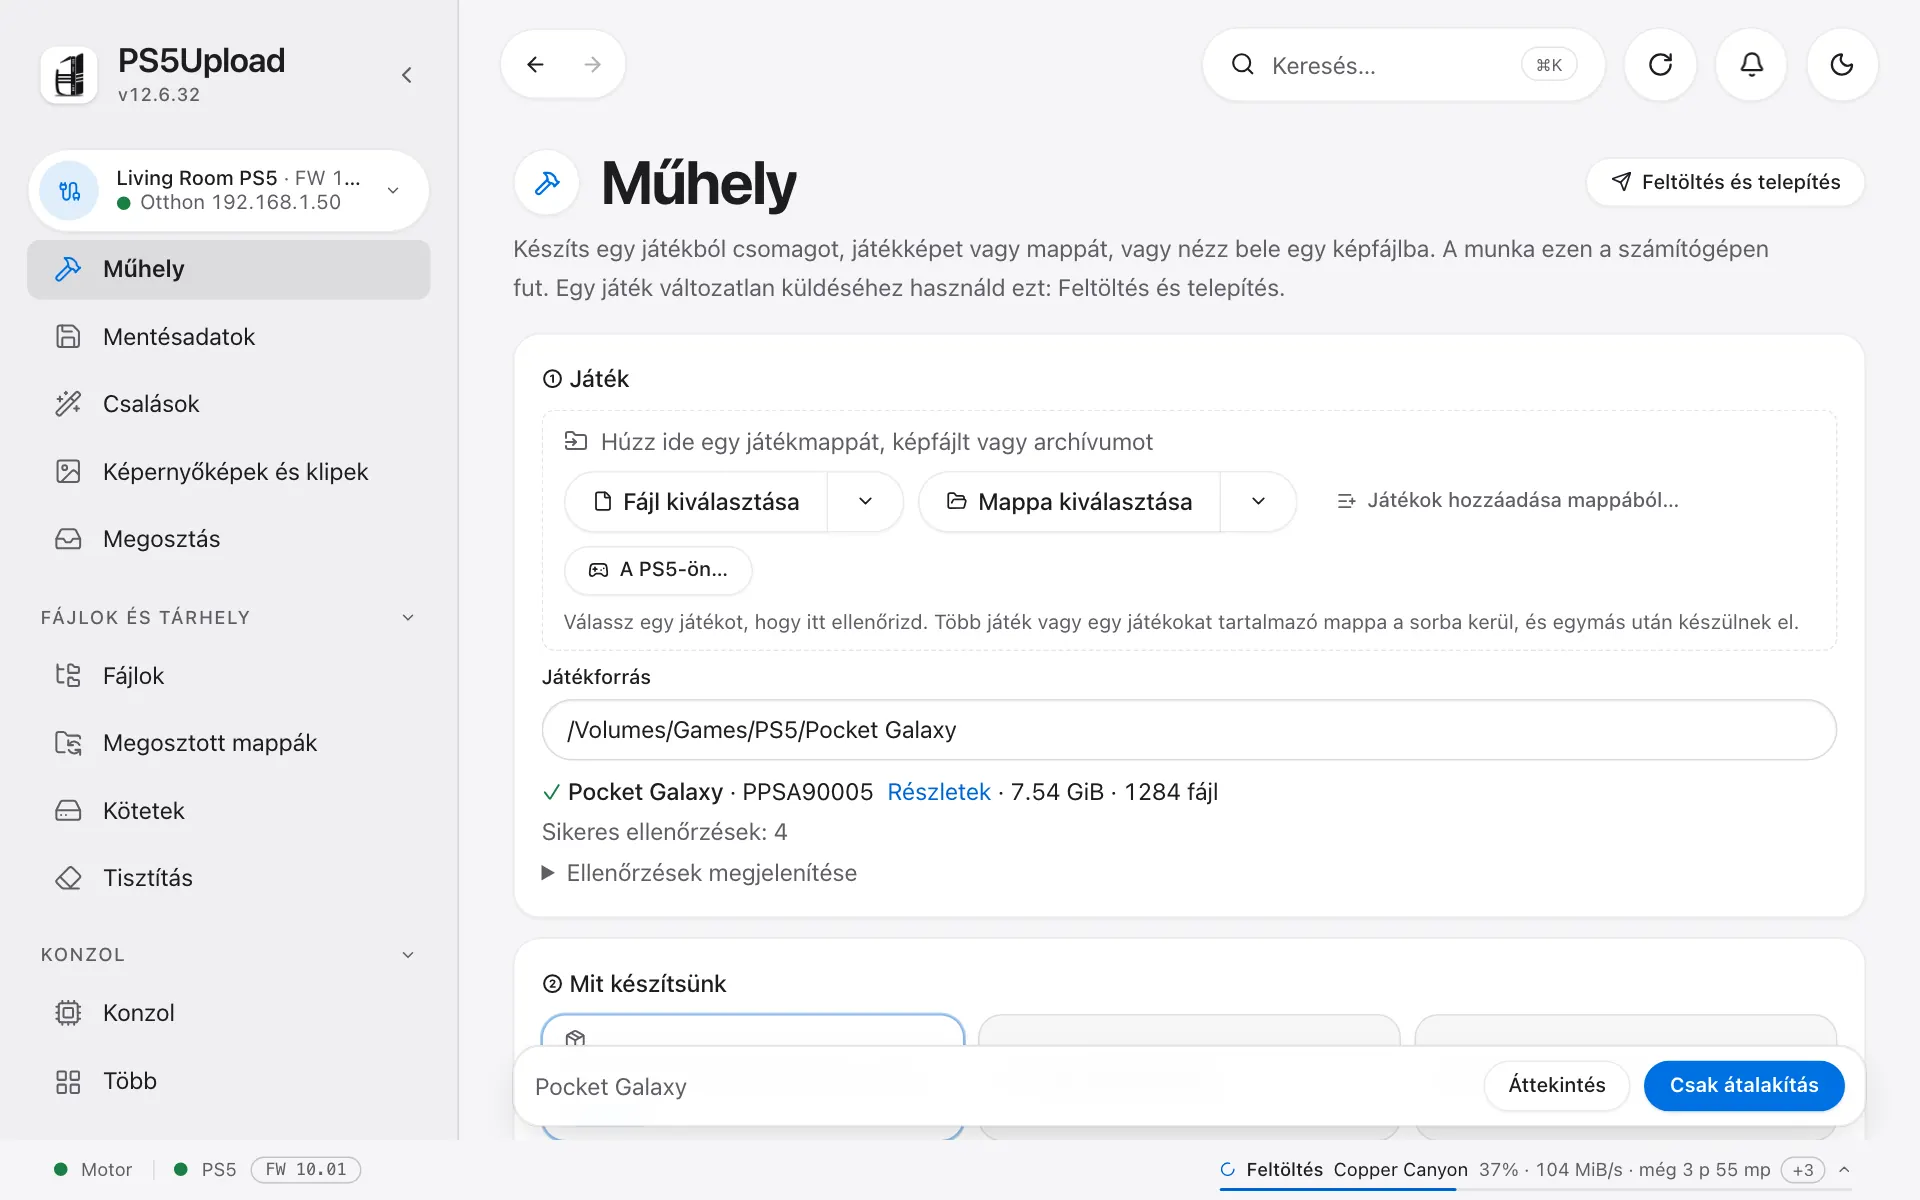 PS5Upload
v12.6.32
Living Room PS5 · FW 1...
Otthon 192.168.1.50
Műhely
Mentésadatok
Csalások
Képernyőképek és klipek
Megosztás
FÁJLOK ÉS TÁRHELY
Fájlok
Megosztott mappák
Kötetek
Tisztítás
KONZOL
Konzol
Több
Keresés...
⌘K
Műhely
Feltöltés és telepítés
Készíts egy játékból csomagot, játékképet vagy mappát, vagy nézz bele egy képfájlba. A munka ezen a számítógépen
fut. Egy játék változatlan küldéséhez használd ezt: Feltöltés és telepítés.
① Játék
Húzz ide egy játékmappát, képfájlt vagy archívumot
Fájl kiválasztása
Mappa kiválasztása
Játékok hozzáadása mappából...
A PS5-ön...
Válassz egy játékot, hogy itt ellenőrizd. Több játék vagy egy játékokat tartalmazó mappa a sorba kerül, és egymás után készülnek el.
Játékforrás
/Volumes/Games/PS5/Pocket Galaxy
✓ Pocket Galaxy · PPSA90005 Részletek · 7.54 GiB · 1284 fájl
Sikeres ellenőrzések: 4
▶ Ellenőrzések megjelenítése
② Mit készítsünk
Pocket Galaxy
Áttekintés
Csak átalakítás
Motor
PS5
FW 10.01
Feltöltés Copper Canyon 37% · 104 MiB/s · még 3 p 55 mp +3